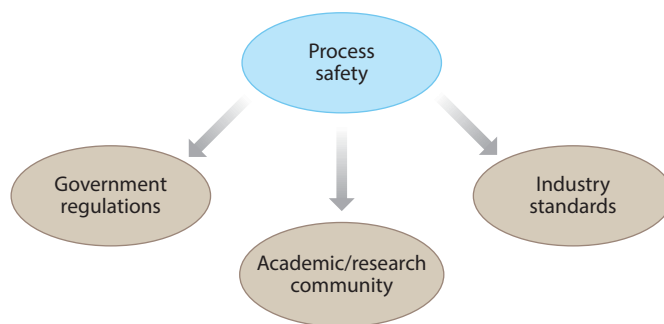 Process
safety
Government
regulations
Industry
standards
Academic/research
community